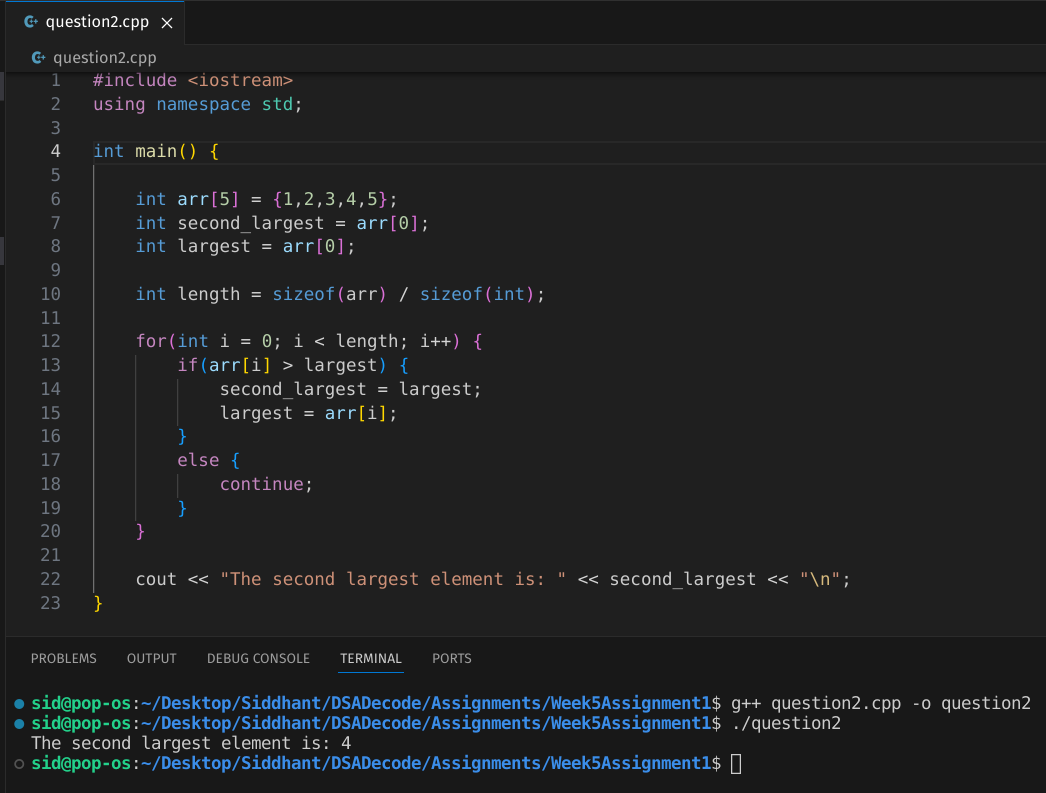 question2.cpp
question2.cpp
1 #include <iostream>
2 using namespace std;
3
4 int main() {
5
6     int arr[5] = {1,2,3,4,5};
7     int second_largest = arr[0];
8     int largest = arr[0];
9
10     int length = sizeof(arr) / sizeof(int);
11
12     for(int i = 0; i < length; i++) {
13         if(arr[i] > largest) {
14             second_largest = largest;
15             largest = arr[i];
16         }
17         else {
18             continue;
19         }
20     }
21
22     cout << "The second largest element is: " << second_largest << "\n";
23 }
PROBLEMS OUTPUT DEBUG CONSOLE TERMINAL PORTS
sid@pop-os:~/Desktop/Siddhant/DSADecode/Assignments/Week5Assignment1$ g++ question2.cpp -o question2
sid@pop-os:~/Desktop/Siddhant/DSADecode/Assignments/Week5Assignment1$ ./question2
The second largest element is: 4
sid@pop-os:~/Desktop/Siddhant/DSADecode/Assignments/Week5Assignment1$